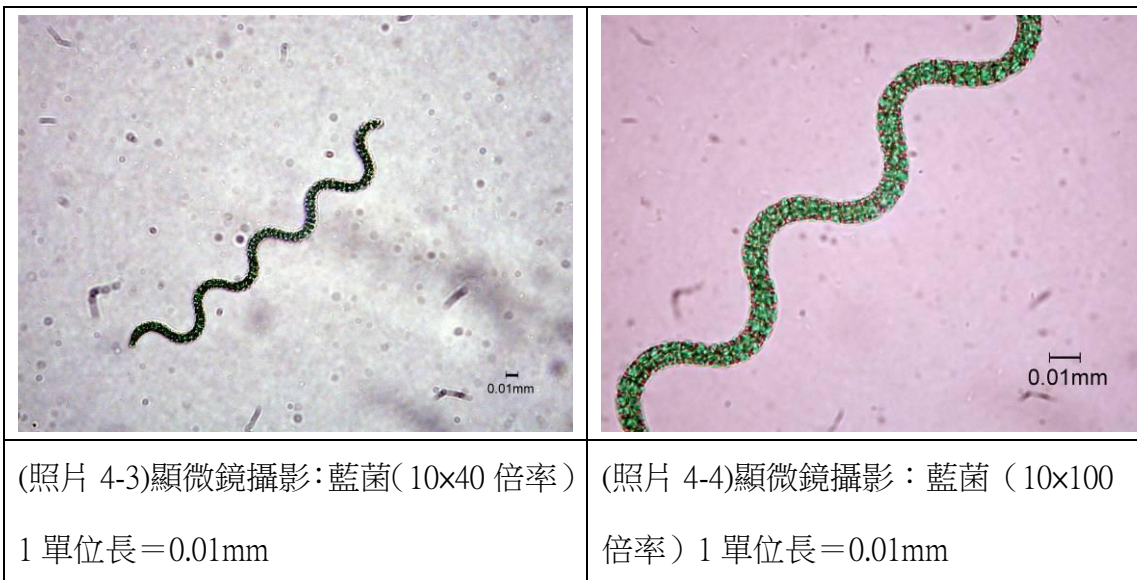 0.01mm
0.01mm
(照片 4-3)顯微鏡攝影：藍菌（10×40 倍率）
1 單位長＝0.01mm
(照片 4-4)顯微鏡攝影：藍菌（10×100
倍率）1 單位長＝0.01mm